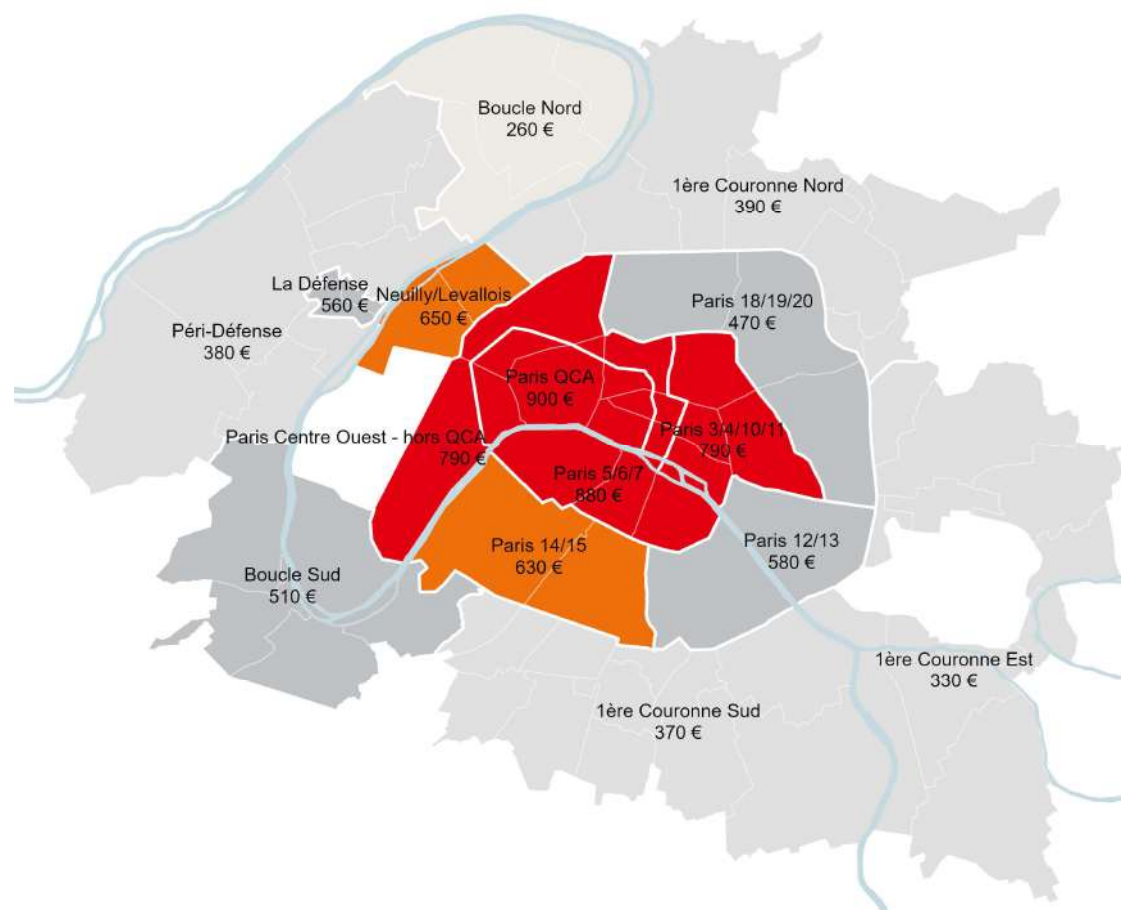 Boucle Nord
260 €
1ère Couronne Nord
390 €
La Défense
560 €
Neuilly/Levallois
650 €
Paris 18/19/20
470 €
Péri-Défense
380 €
Paris QCA
900 €
Paris Centre Ouest - hors QCA
790 €
Paris 3/4/10/11
790 €
Paris 5/6/7
880 €
Paris 14/15
630 €
Paris 12/13
580 €
Boucle Sud
510 €
1ère Couronne Est
330 €
1ère Couronne Sud
370 €